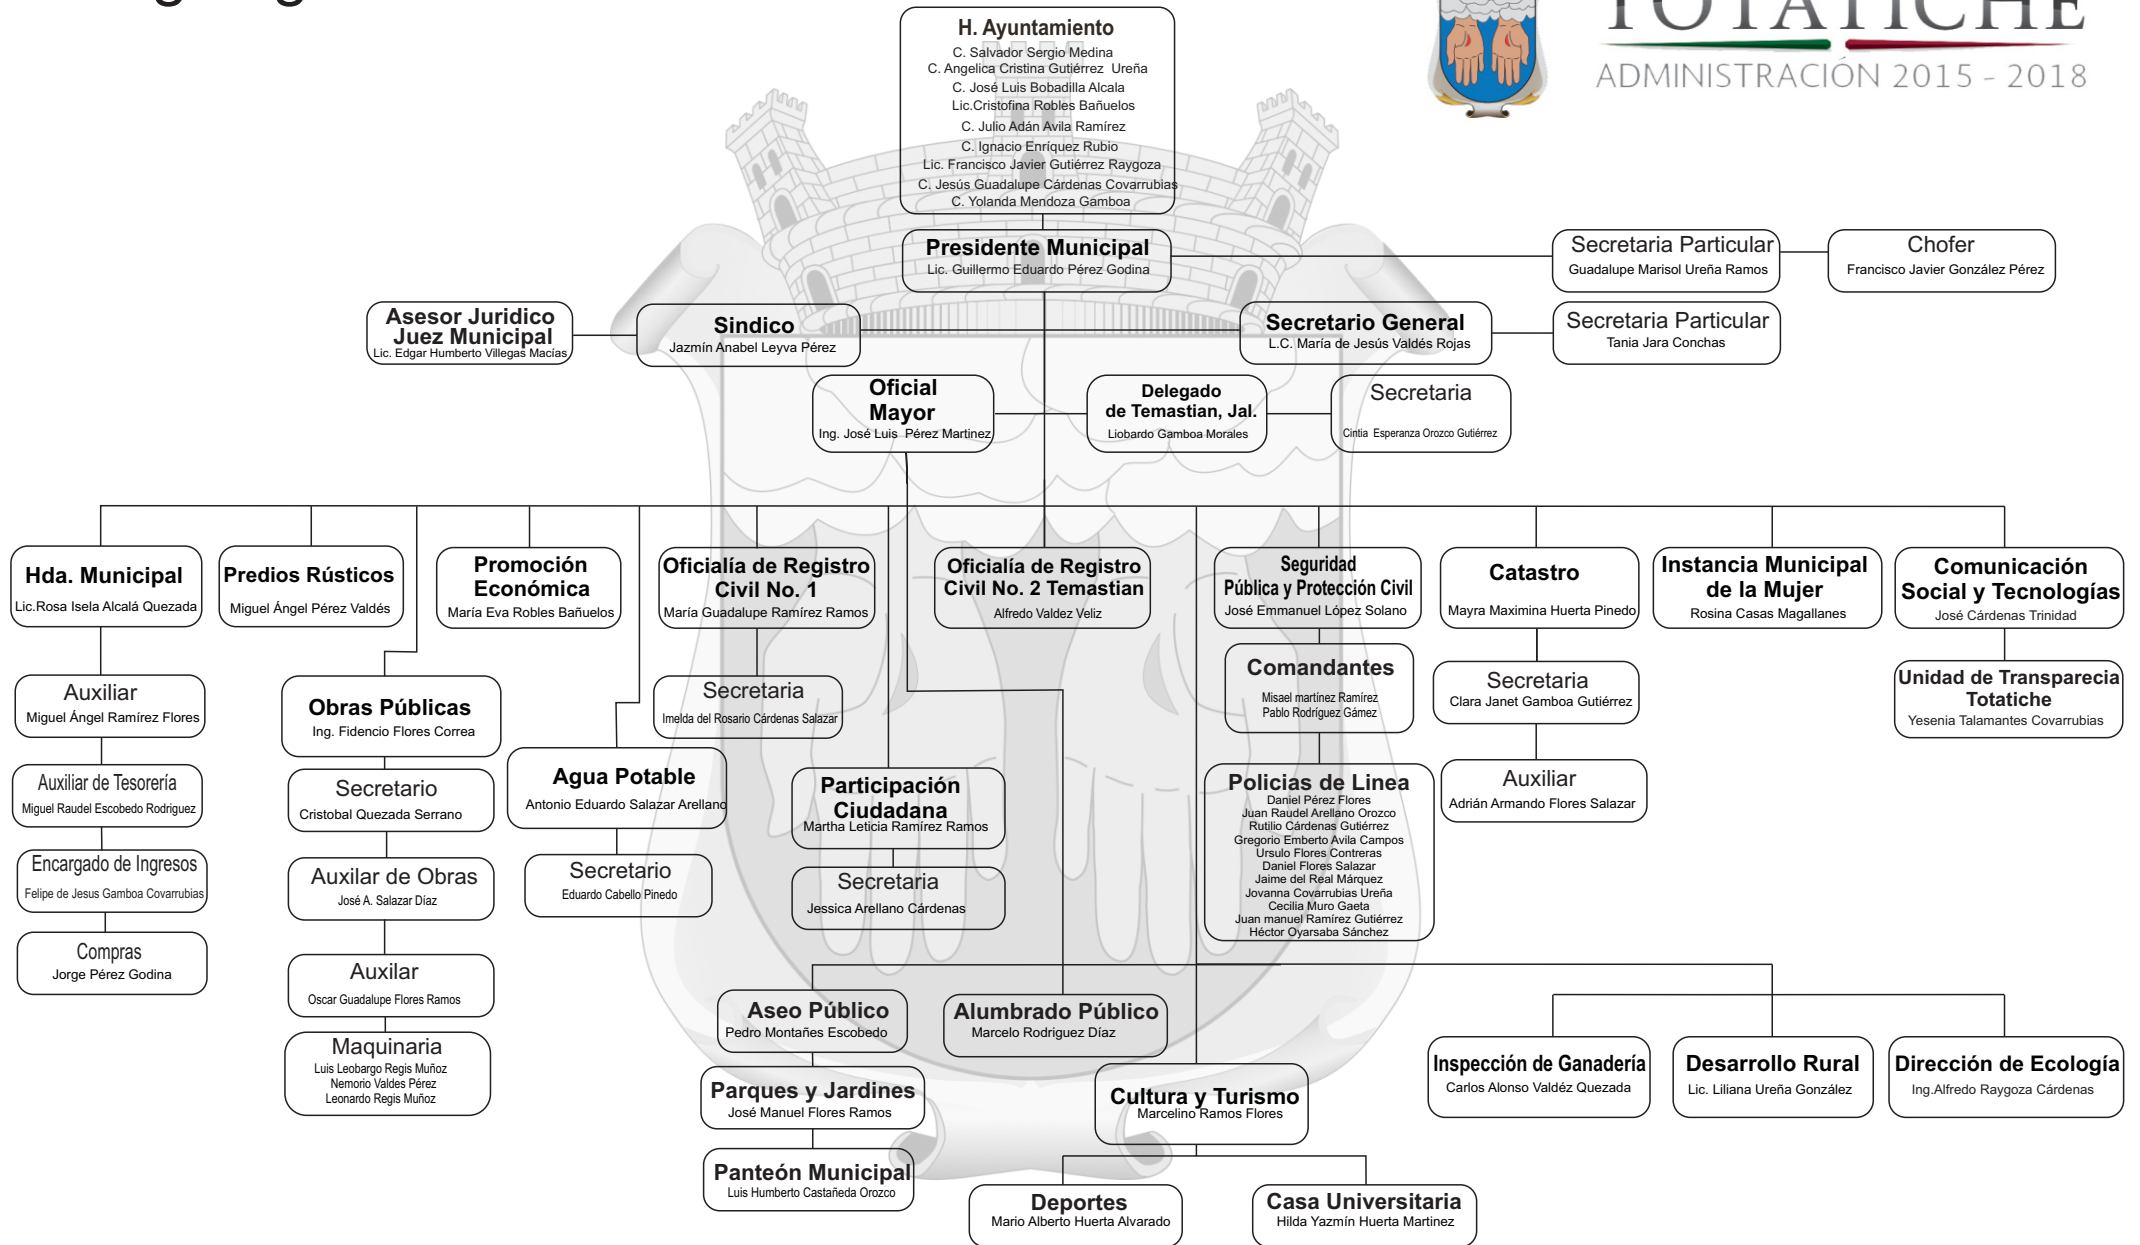 TOTATICHE
ADMINISTRACIÓN 2015 - 2018
H. Ayuntamiento
C. Salvador Sergio Medina
C. Angelica Cristina Gutiérrez Ureña
C. José Luis Bobadilla Alcala
Lic.Cristofina Robles Bañuelos
C. Julio Adán Avila Ramírez
C. Ignacio Enríquez Rubio
Lic. Francisco Javier Gutiérrez Raygoza
C. Jesús Guadalupe Cárdenas Covarrubias
C. Yolanda Mendoza Gamboa
Presidente Municipal
Lic. Guillermo Eduardo Pérez Godina
Secretaria Particular
Guadalupe Marisol Ureña Ramos
Chofer
Francisco Javier González Pérez
Asesor Juridico
Juez Municipal
Lic. Edgar Humberto Villegas Macías
Sindico
Jazmín Anabel Leyva Pérez
Secretario General
L.C. María de Jesús Valdés Rojas
Secretaria Particular
Tania Jara Conchas
Oficial
Mayor
Ing. José Luis Pérez Martinez
Delegado
de Temastian, Jal.
Liobardo Gamboa Morales
Secretaria
Cintia Esperanza Orozco Gutiérrez
Hda. Municipal
Lic.Rosa Isela Alcalá Quezada
Predios Rústicos
Miguel Ángel Pérez Valdés
Promoción
Económica
María Eva Robles Bañuelos
Oficialía de Registro
Civil No. 1
María Guadalupe Ramírez Ramos
Oficialía de Registro
Civil No. 2 Temastian
Alfredo Valdez Veliz
Seguridad
Pública y Protección Civil
José Emmanuel López Solano
Catastro
Mayra Maximina Huerta Pinedo
Instancia Municipal
de la Mujer
Rosina Casas Magallanes
Comunicación
Social y Tecnologías
José Cárdenas Trinidad
Auxiliar
Miguel Ángel Ramírez Flores
Obras Públicas
Ing. Fidencio Flores Correa
Secretaria
Imelda del Rosario Cárdenas Salazar
Comandantes
Misael martínez Ramírez
Pablo Rodríguez Gámez
Secretaria
Clara Janet Gamboa Gutiérrez
Unidad de Transparecia
Totatiche
Yesenia Talamantes Covarrubias
Auxiliar de Tesorería
Miguel Raudel Escobedo Rodriguez
Secretario
Cristobal Quezada Serrano
Agua Potable
Antonio Eduardo Salazar Arellano
Participación
Ciudadana
Martha Leticia Ramírez Ramos
Policias de Linea
Daniel Pérez Flores
Juan Raudel Arellano Orozco
Rutilio Cárdenas Gutiérrez
Gregorio Emberto Avila Campos
Ursulo Flores Contreras
Daniel Flores Salazar
Jaime del Real Márquez
Jovanna Covarrubias Ureña
Cecilia Muro Gaeta
Juan manuel Ramírez Gutiérrez
Héctor Oyarsaba Sánchez
Auxiliar
Adrián Armando Flores Salazar
Encargado de Ingresos
Felipe de Jesus Gamboa Covarrubias
Auxilar de Obras
José A. Salazar Díaz
Secretario
Eduardo Cabello Pinedo
Secretaria
Jessica Arellano Cárdenas
Compras
Jorge Pérez Godina
Auxilar
Oscar Guadalupe Flores Ramos
Aseo Público
Pedro Montañes Escobedo
Alumbrado Público
Marcelo Rodriguez Díaz
Maquinaria
Luis Leobargo Regis Muñoz
Nemorio Valdes Pérez
Leonardo Regis Muñoz
Parques y Jardines
José Manuel Flores Ramos
Cultura y Turismo
Marcelino Ramos Flores
Inspección de Ganadería
Carlos Alonso Valdéz Quezada
Desarrollo Rural
Lic. Liliana Ureña González
Dirección de Ecología
Ing.Alfredo Raygoza Cárdenas
Panteón Municipal
Luis Humberto Castañeda Orozco
Deportes
Mario Alberto Huerta Alvarado
Casa Universitaria
Hilda Yazmín Huerta Martinez